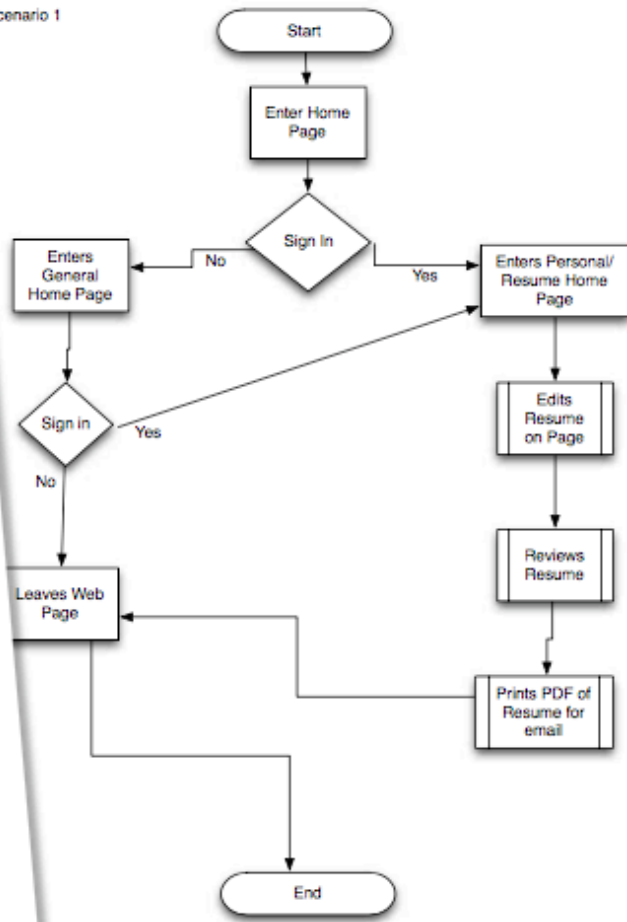 cenario 1
Start
Enter Home
Page
Sign In
No
Yes
Enters
General
Home Page
Enters Personal/
Resume Home
Page
Sign in
Yes
No
Edits
Resume
on Page
Reviews
Resume
Leaves Web
Page
Prints PDF of
Resume for
email
End